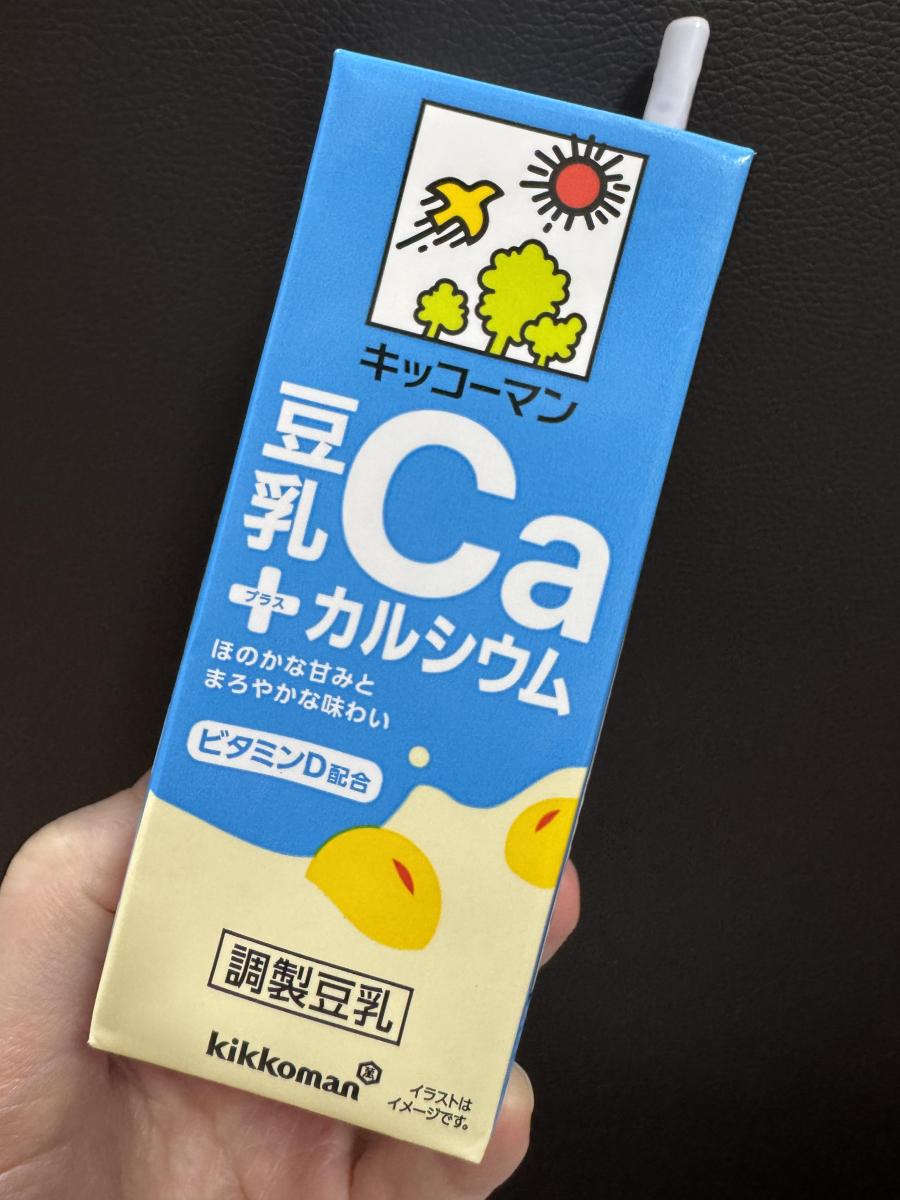 キッコーマン
豆乳
Ca
プラス
カルシウム
ほのかな甘みと
まろやかな味わい
ビタミンD配合
調製豆乳
kikkoman
イラストは
イメージです。